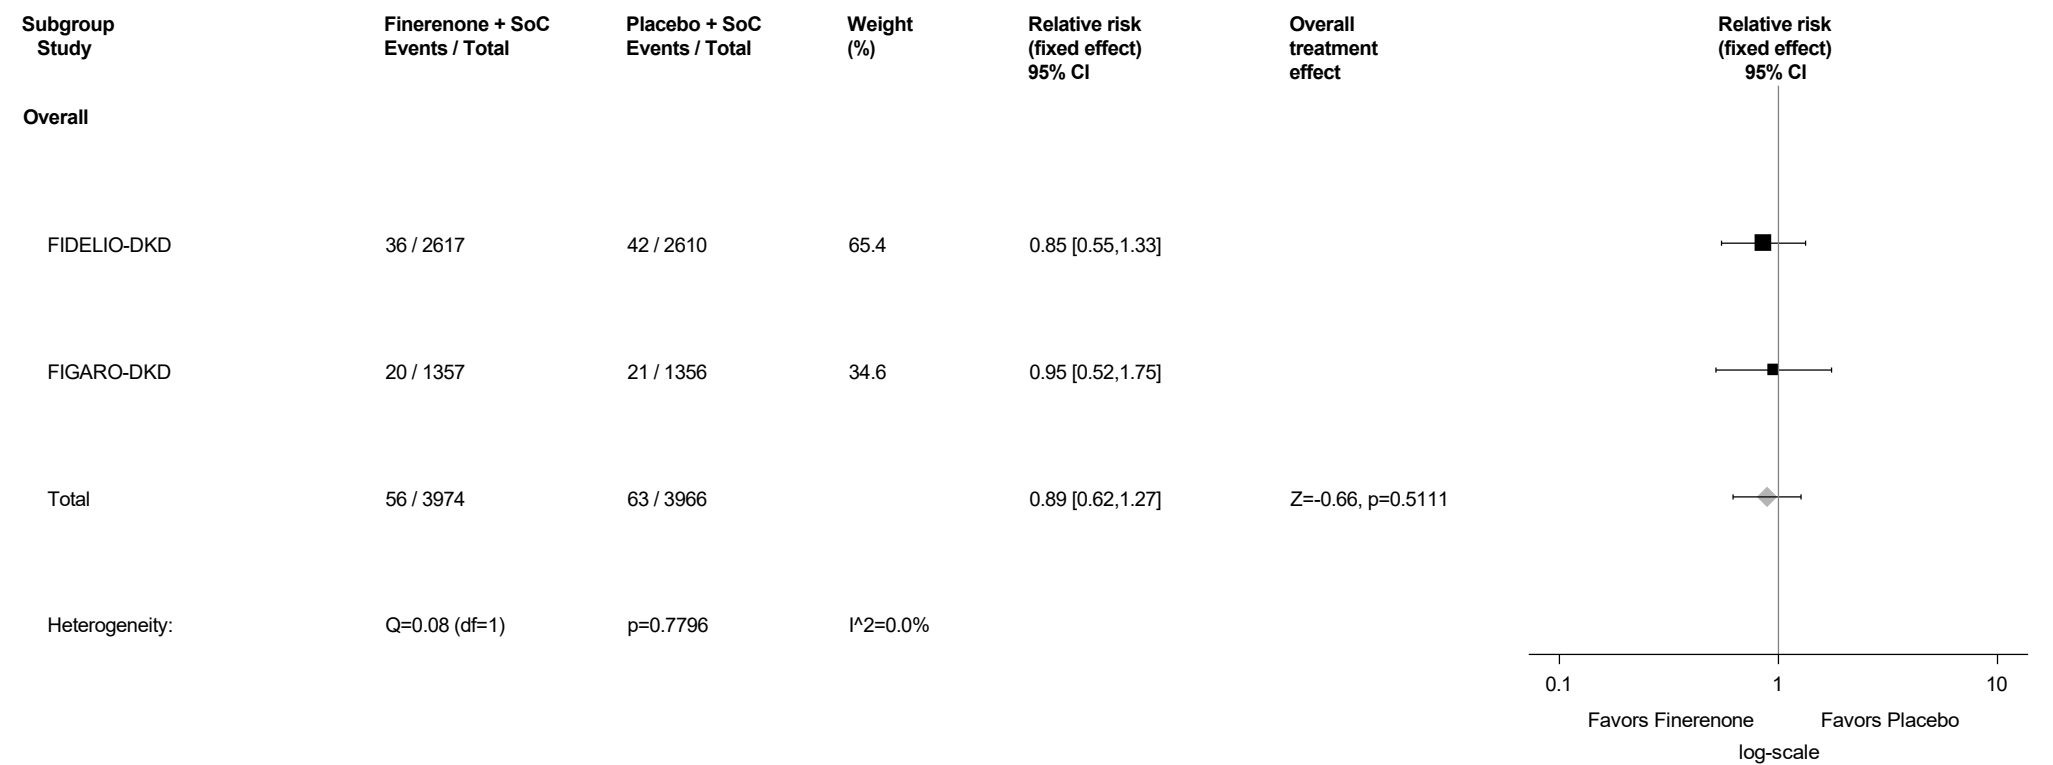 Subgroup Finerenone + SoC Placebo + SoC Weight Relative risk Overall Relative risk
Study Events / Total Events / Total (%) (fixed effect) treatment (fixed effect)
95% CI effect 95% CI
Overall
FIDELIO-DKD 36 / 2617 42 / 2610 65.4 0.85 [0.55,1.33]
FIGARO-DKD 20 / 1357 21 / 1356 34.6 0.95 [0.52,1.75]
Total 56 / 3974 63 / 3966 0.89 [0.62,1.27] Z=-0.66, p=0.5111
Heterogeneity: Q=0.08 (df=1) p=0.7796 I^2=0.0%
0.1 1 10
Favors Finerenone Favors Placebo
log-scale